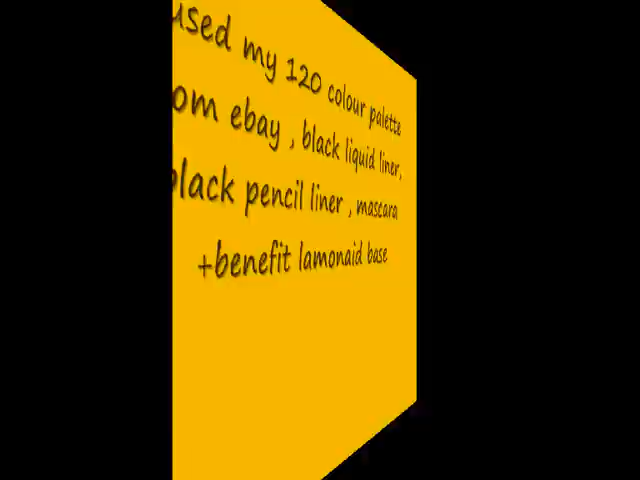 used my 120 colour palette
om ebay , black liquid liner,
black pencil liner , mascara
+benefit lamonaid base